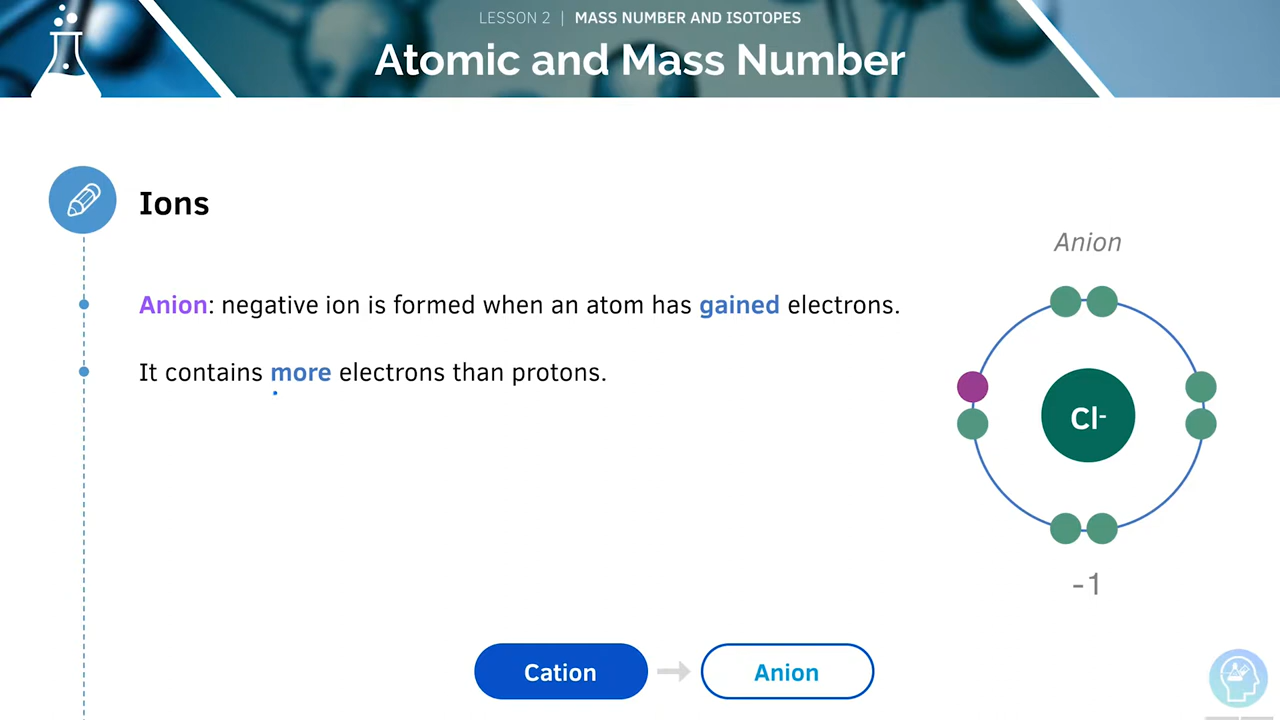 LESSON 2 | MASS NUMBER AND ISOTOPES
Atomic and Mass Number
Ions
Anion: negative ion is formed when an atom has gained electrons.
It contains more electrons than protons.
Anion
Cl⁻
-1
Cation
Anion